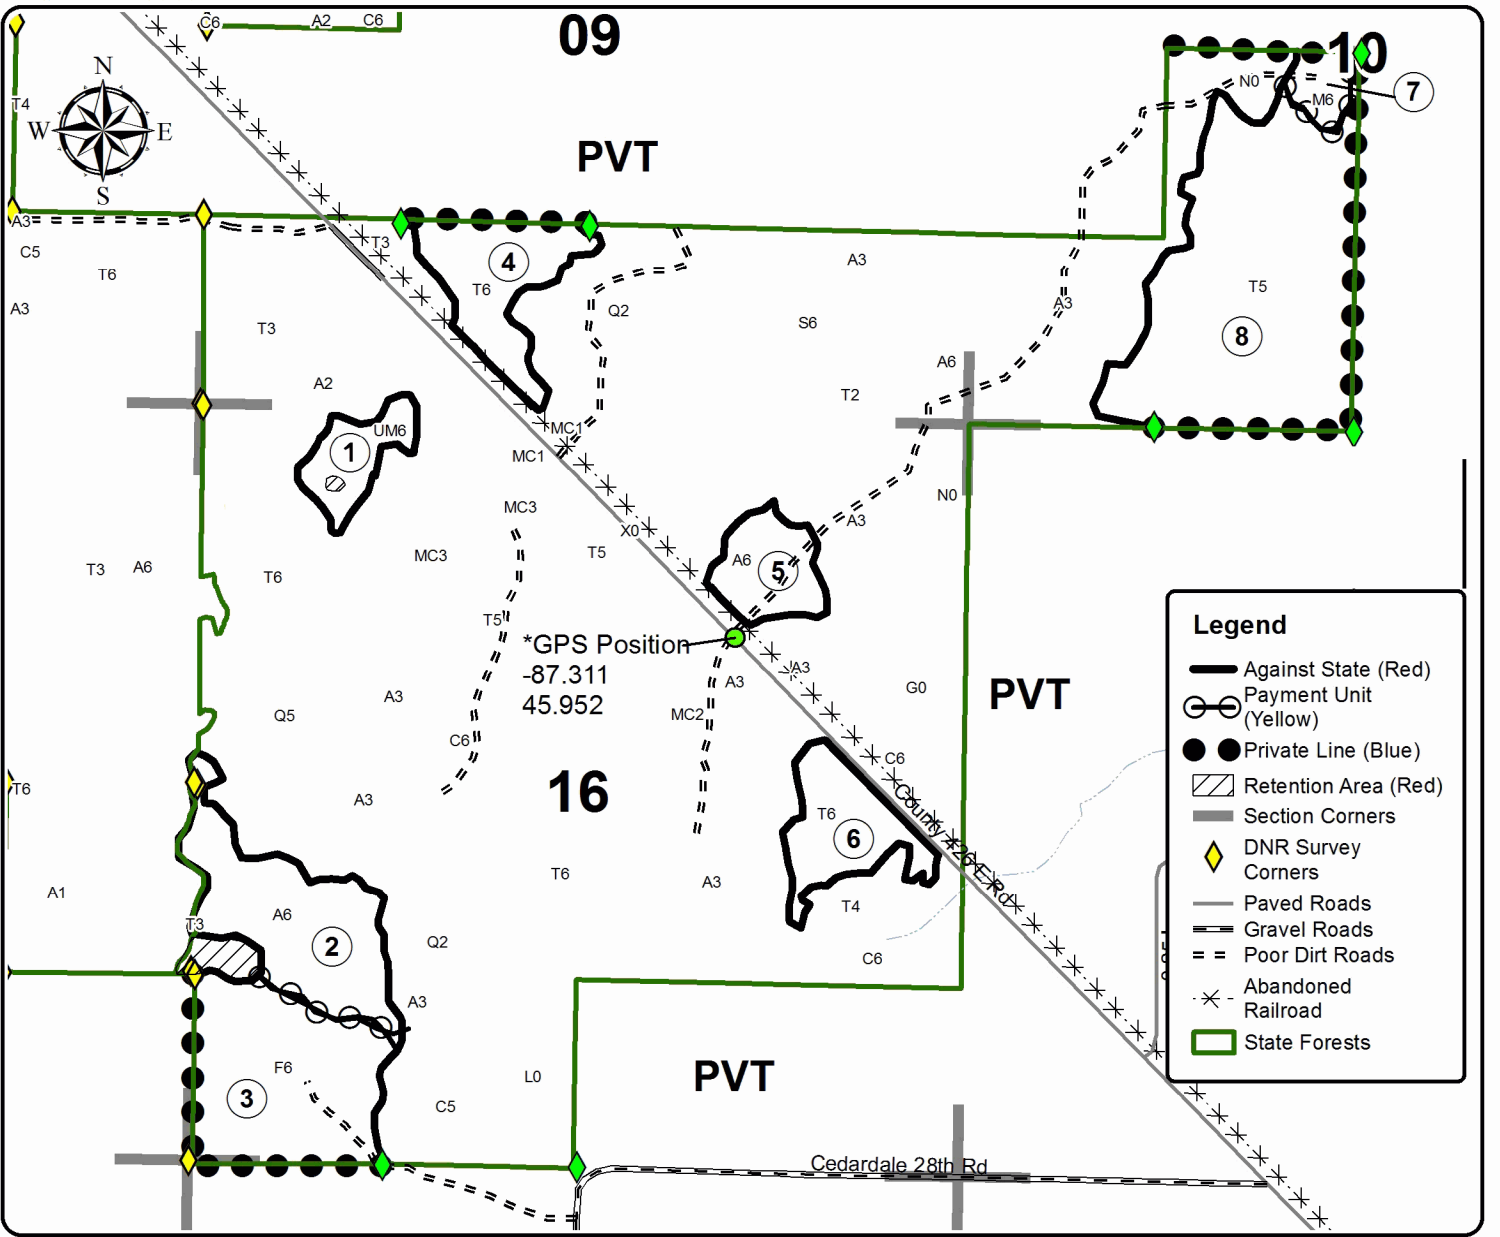 C6
A2
C6
09
10
N
W
E
S
T4
PVT
N0
M6
7
A3
C5
T6
A3
T3
4
T6
Q2
A3
A3
T5
S6
8
T3
A2
A6
T2
UM6
1
MC1
MC1
MC3
N0
X0
A3
MC3
T5
A6
5
T3
A6
T6
T5
*GPS Position
-87.311
45.952
A3
A3
A3
G0
PVT
Q5
MC2
C6
C6
T6
A3
16
T6
6
County 426 E Rd
T6
A3
A1
T4
A6
T3
2
Q2
C6
A3
F6
3
L0
PVT
C5
Cedardale 28th Rd
Legend
Against State (Red)
Payment Unit
(Yellow)
Private Line (Blue)
Retention Area (Red)
Section Corners
DNR Survey
Corners
Paved Roads
Gravel Roads
Poor Dirt Roads
Abandoned
Railroad
State Forests